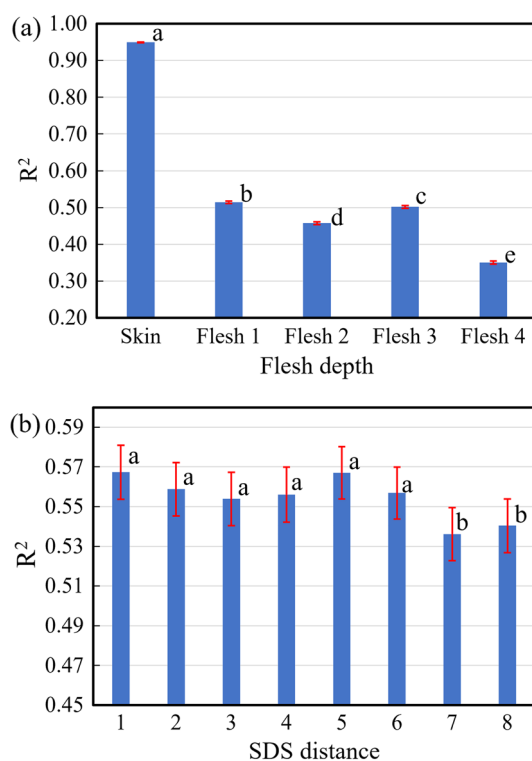 (a)
1.00
0.90
0.80
0.70
0.60
0.50
0.40
0.30
0.20
R²
a
b
d
c
e
Skin Flesh 1 Flesh 2 Flesh 3 Flesh 4
Flesh depth
(b)
0.59
0.57
0.55
0.53
0.51
0.49
0.47
0.45
R²
a a a a a a b b
1 2 3 4 5 6 7 8
SDS distance